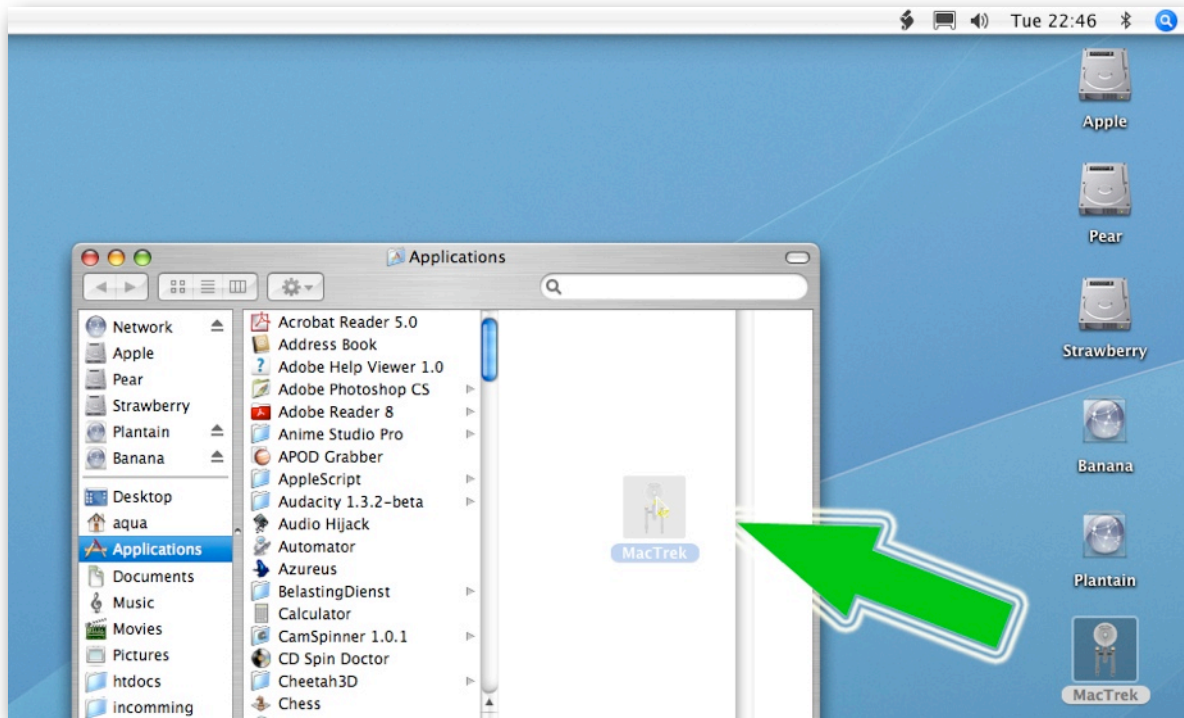 Tue 22:46
Apple
Pear
Strawberry
Banana
Plantain
MacTrek
Applications
Network
Apple
Pear
Strawberry
Plantain
Banana
Desktop
aqua
Applications
Documents
Music
Movies
Pictures
htdocs
incomming
Acrobat Reader 5.0
Address Book
Adobe Help Viewer 1.0
Adobe Photoshop CS
Adobe Reader 8
Anime Studio Pro
APOD Grabber
AppleScript
Audacity 1.3.2-beta
Audio Hijack
Automator
Azureus
BelastingDienst
Calculator
CamSpinner 1.0.1
CD Spin Doctor
Cheetah3D
Chess
MacTrek